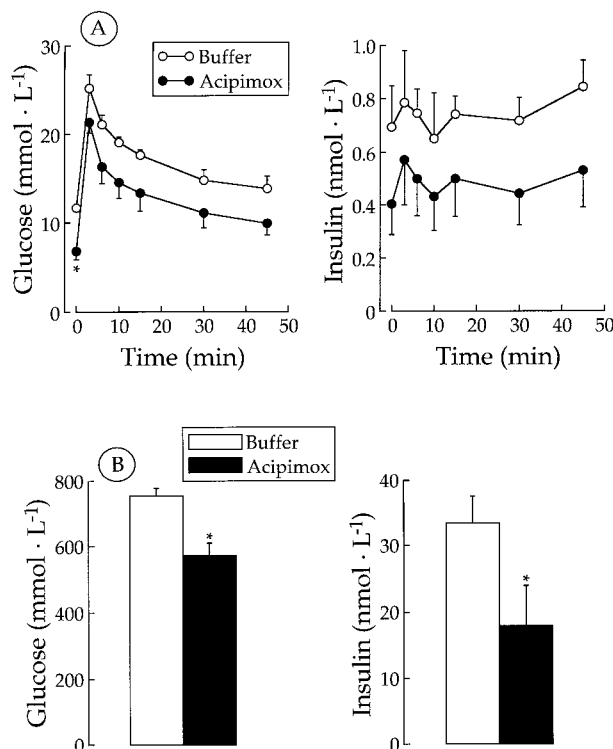 A
Buffer
Acipimox
Glucose (mmol · L-1)
30
20
10
0
*
0 10 20 30 40 50
Time (min)
Insulin (nmol · L-1)
1.0
0.8
0.6
0.4
0.2
0
0 10 20 30 40 50
Time (min)
B
Buffer
Acipimox
Glucose (mmol · L-1)
800
600
400
200
0
*
Insulin (nmol · L-1)
40
30
20
10
0
*